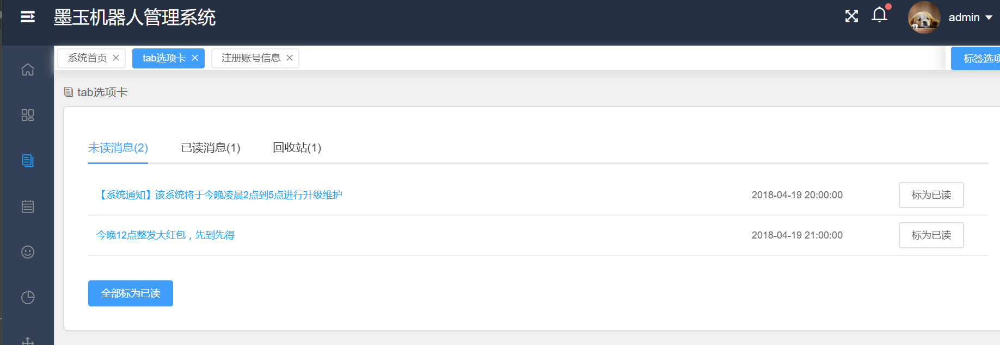 墨玉机器人管理系统
admin
系统首页
tab选项卡
注册账号信息
标签选项
tab选项卡
未读消息(2)
已读消息(1)
回收站(1)
【系统通知】该系统将于今晚凌晨2点到5点进行升级维护
2018-04-19 20:00:00
标为已读
今晚12点整发大红包，先到先得
2018-04-19 21:00:00
标为已读
全部标为已读